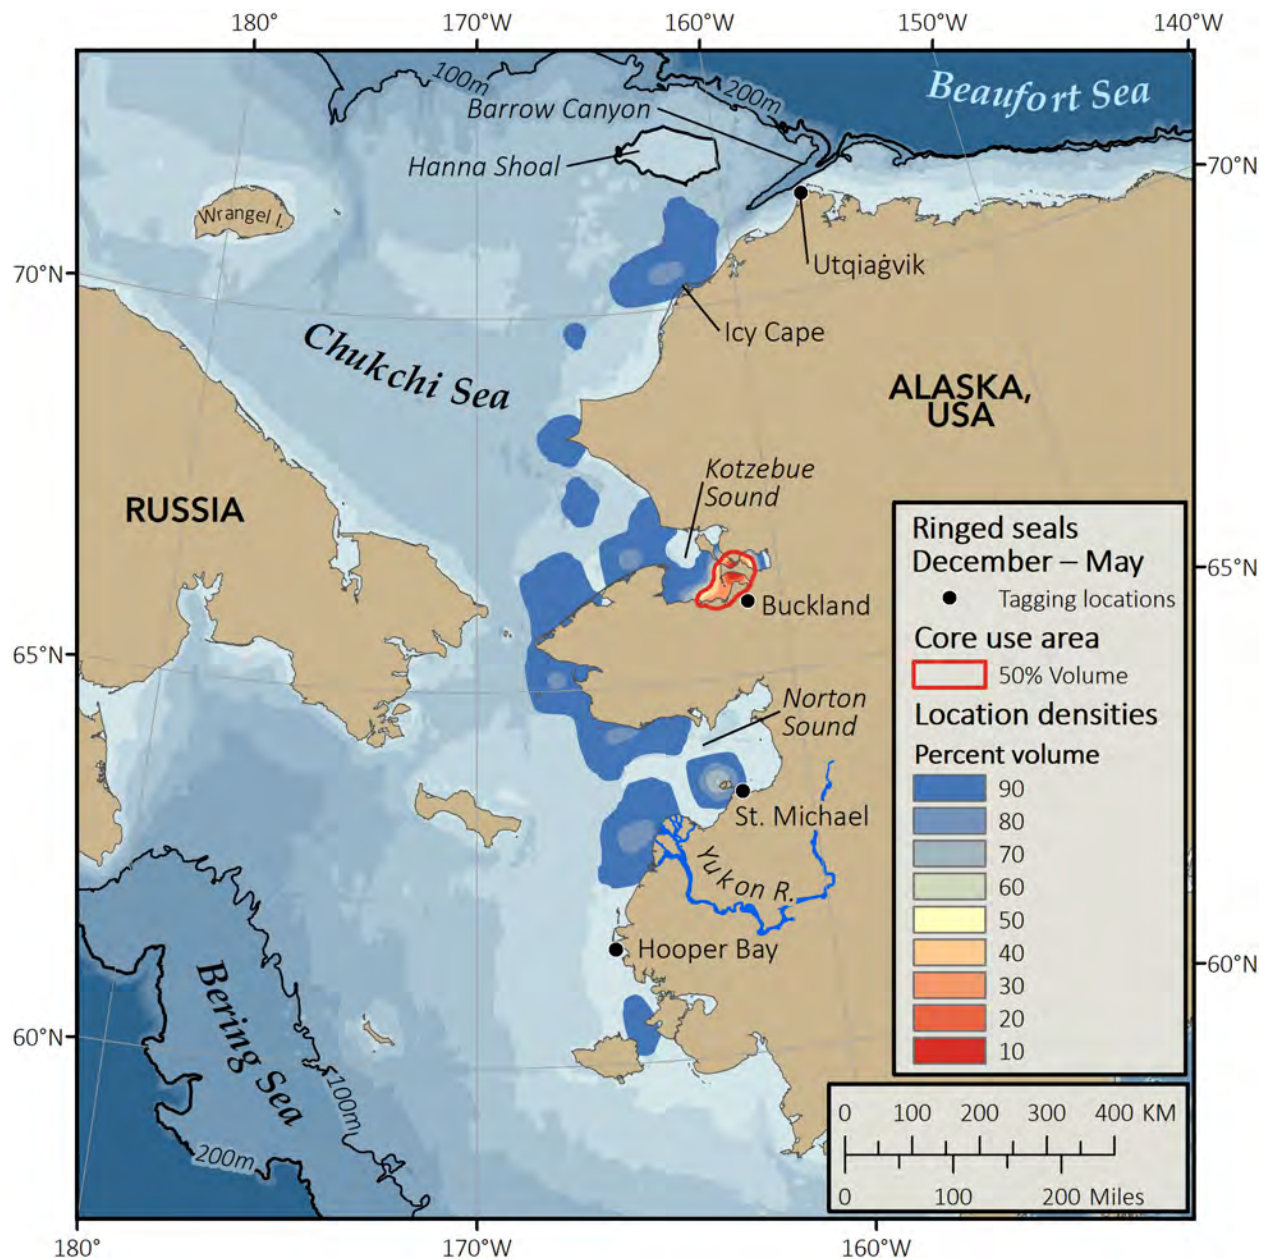 180°
170°W
160°W
150°W
140°W
100m
200m
Beaufort Sea
Barrow Canyon
Hanna Shoal
70°N
Wrangel I.
Utqiaġvik
70°N
Icy Cape
Chukchi Sea
ALASKA,
USA
Kotzebue
Sound
RUSSIA
Ringed seals
December – May
Tagging locations
Core use area
50% Volume
Location densities
Percent volume
90
80
70
60
50
40
30
20
10
65°N
Buckland
65°N
Norton
Sound
St. Michael
Yukon R.
Hooper Bay
60°N
Bering Sea
60°N
100m
200m
0 100 200 300 400 KM
0 100 200 Miles
180°
170°W
160°W